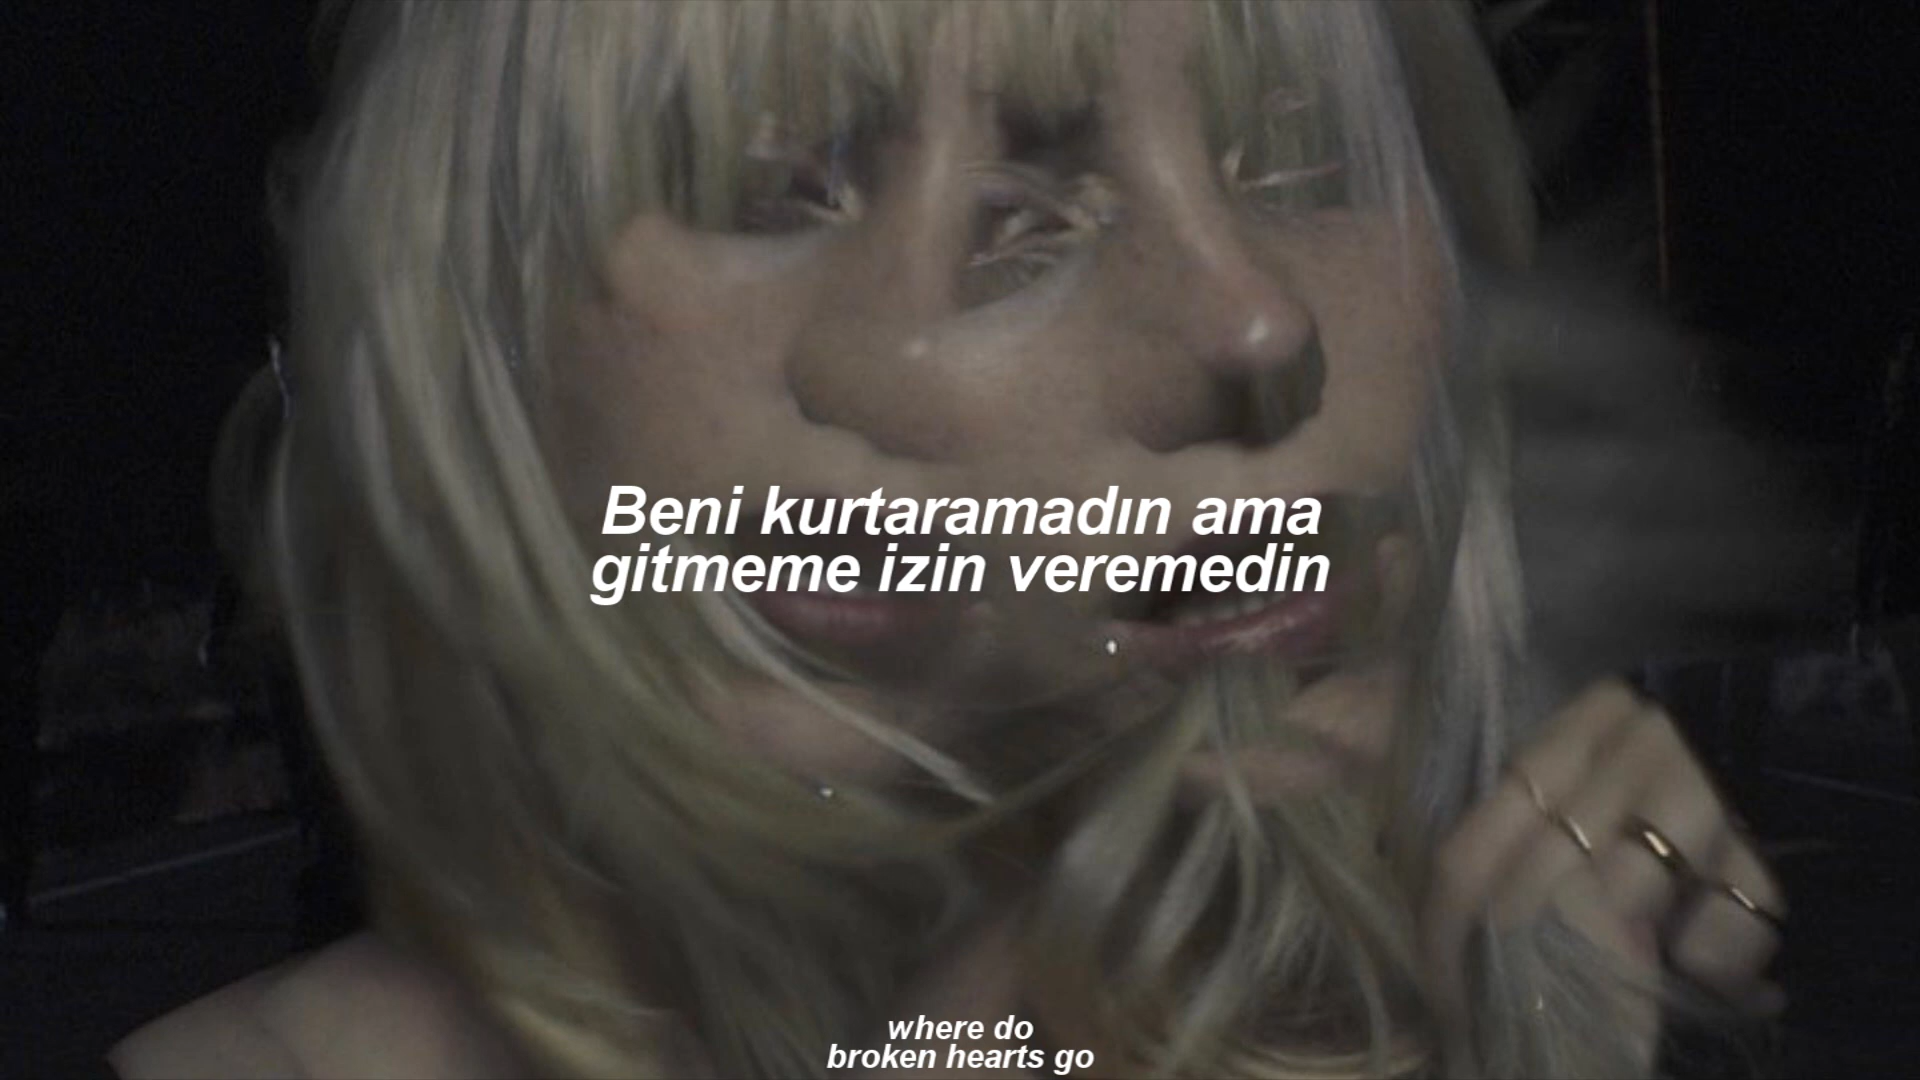 Beni kurtaramadın ama
gitmeme izin veremedin
where do
broken hearts go